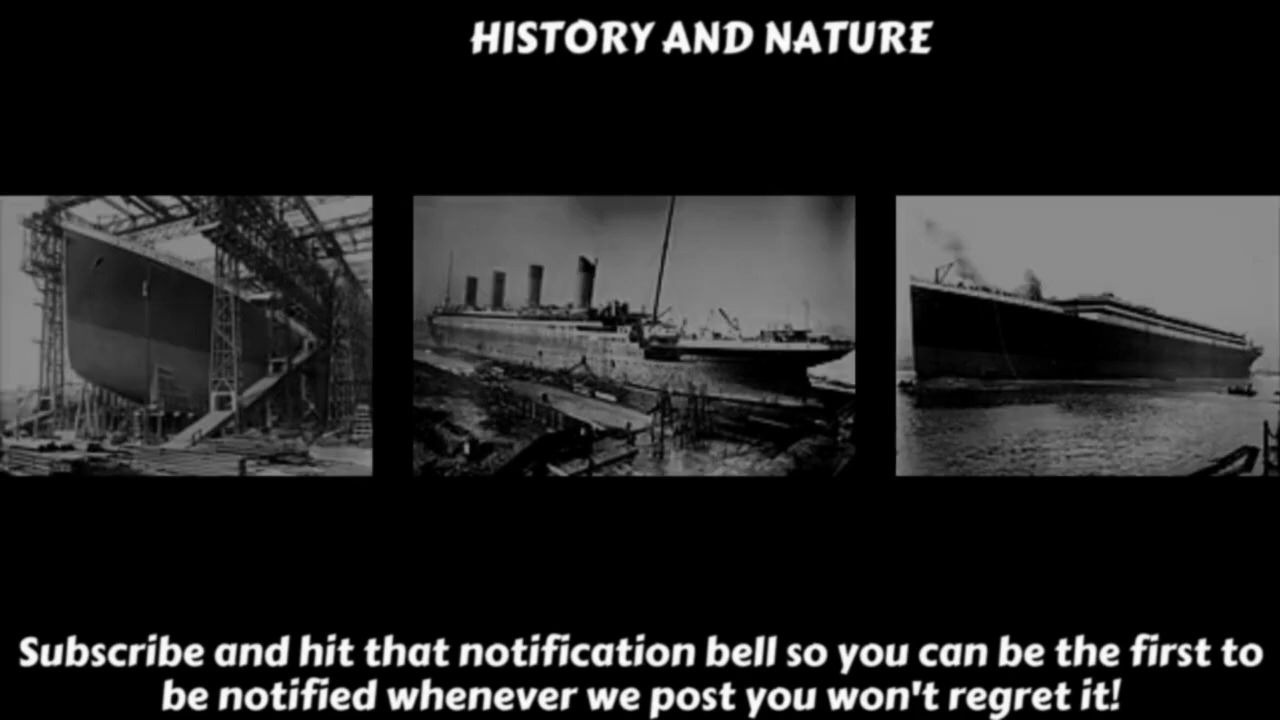 HISTORY AND NATURE
Subscribe and hit that notification bell so you can be the first to
be notified whenever we post you won't regret it!